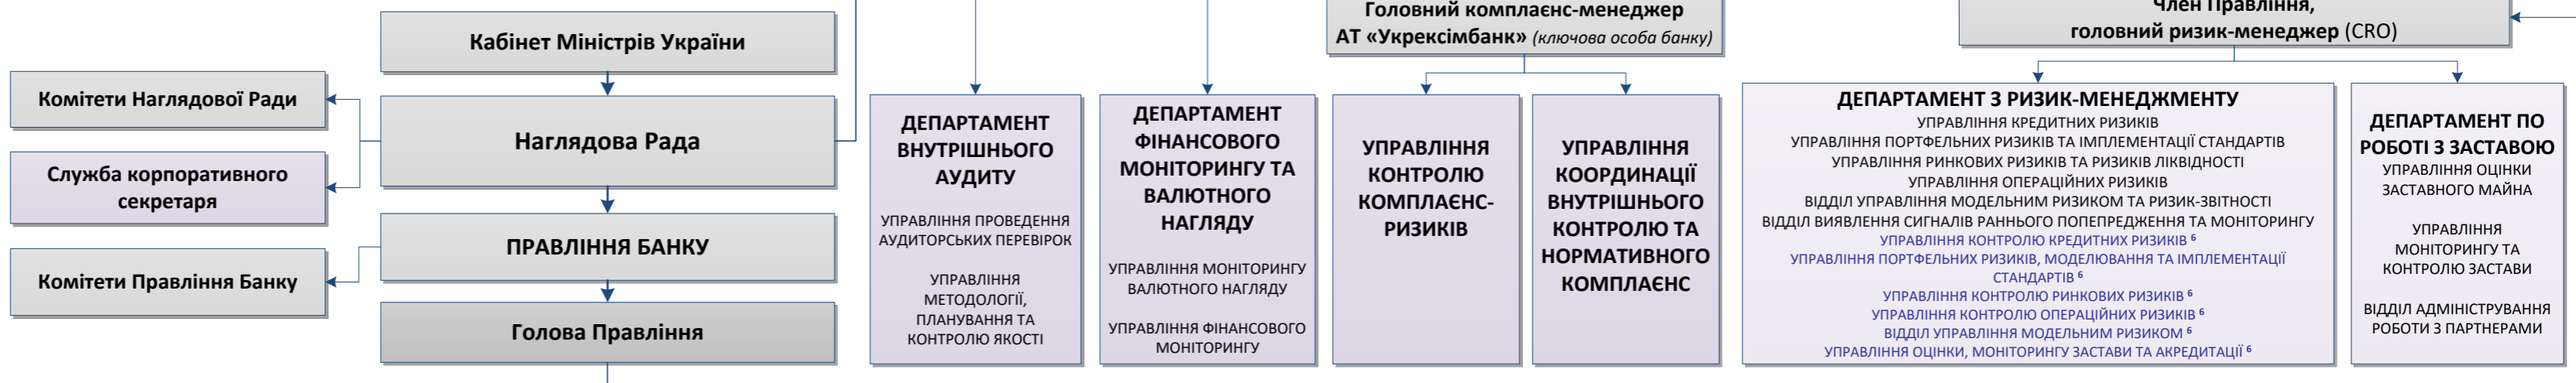 Кабінет Міністрів України
Комітети Наглядової Ради
Наглядова Рада
Служба корпоративного
секретаря
ПРАВЛІННЯ БАНКУ
Комітети Правління Банку
Голова Правління
ДЕПАРТАМЕНТ
ВНУТРІШНЬОГО
АУДИТУ
УПРАВЛІННЯ ПРОВЕДЕННЯ
АУДИТОРСЬКИХ ПЕРЕВІРОК
УПРАВЛІННЯ
МЕТОДОЛОГІЇ,
ПЛАНУВАННЯ ТА
КОНТРОЛЮ ЯКОСТІ
ДЕПАРТАМЕНТ
ФІНАНСОВОГО
МОНІТОРИНГУ ТА
ВАЛЮТНОГО
НАГЛЯДУ
УПРАВЛІННЯ МОНІТОРИНГУ
ВАЛЮТНОГО НАГЛЯДУ
УПРАВЛІННЯ ФІНАНСОВОГО
МОНІТОРИНГУ
Головний комплаєнс-менеджер
АТ «Укрексімбанк» (ключова особа банку)
УПРАВЛІННЯ
КОНТРОЛЮ
КОМПЛАЄНС-
РИЗИКІВ
УПРАВЛІННЯ
КООРДИНАЦІЇ
ВНУТРІШНЬОГО
КОНТРОЛЮ ТА
НОРМАТИВНОГО
КОМПЛАЄНС
Член Правління,
головний ризик-менеджер (CRO)
ДЕПАРТАМЕНТ З РИЗИК-МЕНЕДЖМЕНТУ
УПРАВЛІННЯ КРЕДИТНИХ РИЗИКІВ
УПРАВЛІННЯ ПОРТФЕЛЬНИХ РИЗИКІВ ТА ІМПЛЕМЕНТАЦІЇ СТАНДАРТІВ
УПРАВЛІННЯ РИНКОВИХ РИЗИКІВ ТА РИЗИКІВ ЛІКВІДНОСТІ
УПРАВЛІННЯ ОПЕРАЦІЙНИХ РИЗИКІВ
ВІДДІЛ УПРАВЛІННЯ МОДЕЛЬНИМ РИЗИКОМ ТА РИЗИК-ЗВІТНОСТІ
ВІДДІЛ ВИЯВЛЕННЯ СИГНАЛІВ РАННЬОГО ПОПЕПРЕДЖЕННЯ ТА МОНІТОРИНГУ
УПРАВЛІННЯ КОНТРОЛЮ КРЕДИТНИХ РИЗИКІВ ⁶
УПРАВЛІННЯ ПОРТФЕЛЬНИХ РИЗИКІВ, МОДЕЛЮВАННЯ ТА ІМПЛЕМЕНТАЦІЇ
СТАНДАРТІВ ⁶
УПРАВЛІННЯ КОНТРОЛЮ РИНКОВИХ РИЗИКІВ ⁶
УПРАВЛІННЯ КОНТРОЛЮ ОПЕРАЦІЙНИХ РИЗИКІВ ⁶
ВІДДІЛ УПРАВЛІННЯ МОДЕЛЬНИМ РИЗИКОМ ⁶
УПРАВЛІННЯ ОЦІНКИ, МОНІТОРИНГУ ЗАСТАВИ ТА АКРЕДИТАЦІЇ ⁶
ДЕПАРТАМЕНТ ПО
РОБОТІ З ЗАСТАВОЮ
УПРАВЛІННЯ ОЦІНКИ
ЗАСТАВНОГО МАЙНА
УПРАВЛІННЯ
МОНІТОРИНГУ ТА
КОНТРОЛЮ ЗАСТАВИ
ВІДДІЛ АДМІНІСТРУВАННЯ
РОБОТИ З ПАРТНЕРАМИ